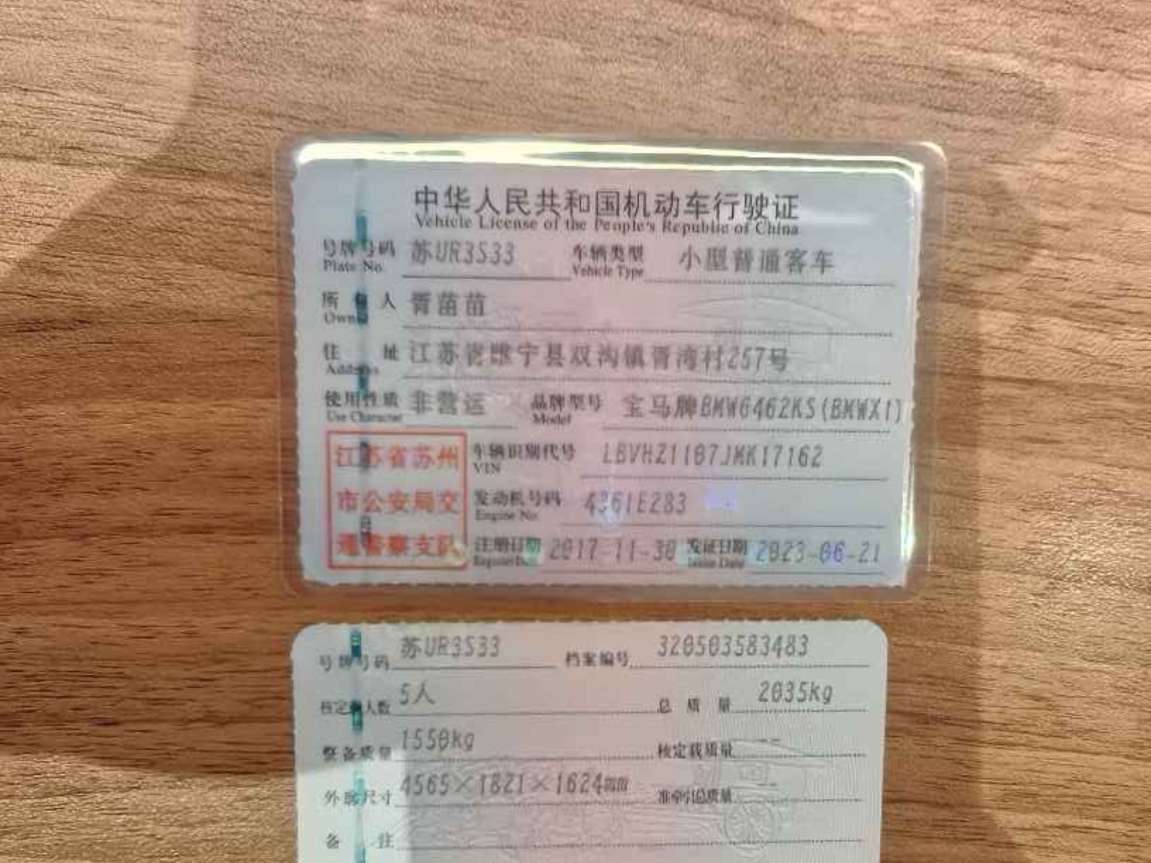 中华人民共和国机动车行驶证
Vehicle License of the People's Republic of China
号牌号码 苏UR3S33 车辆类型 小型普通客车
Plate No. Vehicle Type
所 人 胥苗苗
Owner
住 址 江苏省睢宁县双沟镇胥湾村257号
Address
使用性质 非营运 品牌型号 宝马牌BMW6462KS(BMWX1)
Use Character Model
江苏省苏州
市公安局交
通警察支队
车辆识别代号 LBVHZ1107JMK17162
VIN
发动机号码 4361E283
Engine No.
注册日期 2017-11-30 发证日期 2023-06-21
Register Issue Date
号牌号码 苏UR3S33 档案编号 320503583483
核定 人数 5人 总 质 量 2035kg
整备质量 1550kg 核定载质量 --
外廓尺寸 4565×1821×1624mm 准牵引总质量 --
备 注